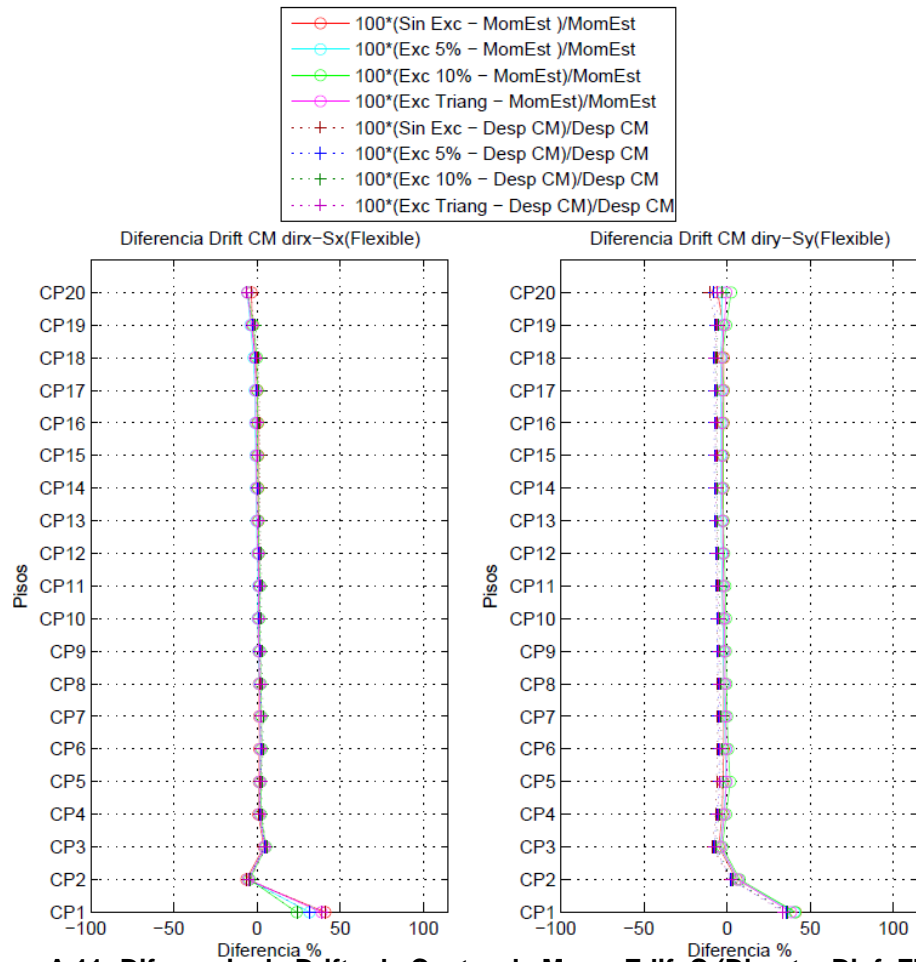 100*(Sin Exc − MomEst )/MomEst
100*(Exc 5% − MomEst )/MomEst
100*(Exc 10% − MomEst)/MomEst
100*(Exc Triang − MomEst)/MomEst
100*(Sin Exc − Desp CM)/Desp CM
100*(Exc 5% − Desp CM)/Desp CM
100*(Exc 10% − Desp CM)/Desp CM
100*(Exc Triang − Desp CM)/Desp CM
Diferencia Drift CM dirx−Sx(Flexible)
CP20
CP19
CP18
CP17
CP16
CP15
CP14
CP13
CP12
CP11
CP10
CP9
CP8
CP7
CP6
CP5
CP4
CP3
CP2
CP1
Pisos
−100
−50
0
50
100
Diferencia %
Diferencia Drift CM diry−Sy(Flexible)
CP20
CP19
CP18
CP17
CP16
CP15
CP14
CP13
CP12
CP11
CP10
CP9
CP8
CP7
CP6
CP5
CP4
CP3
CP2
CP1
Pisos
−100
−50
0
50
100
Diferencia %